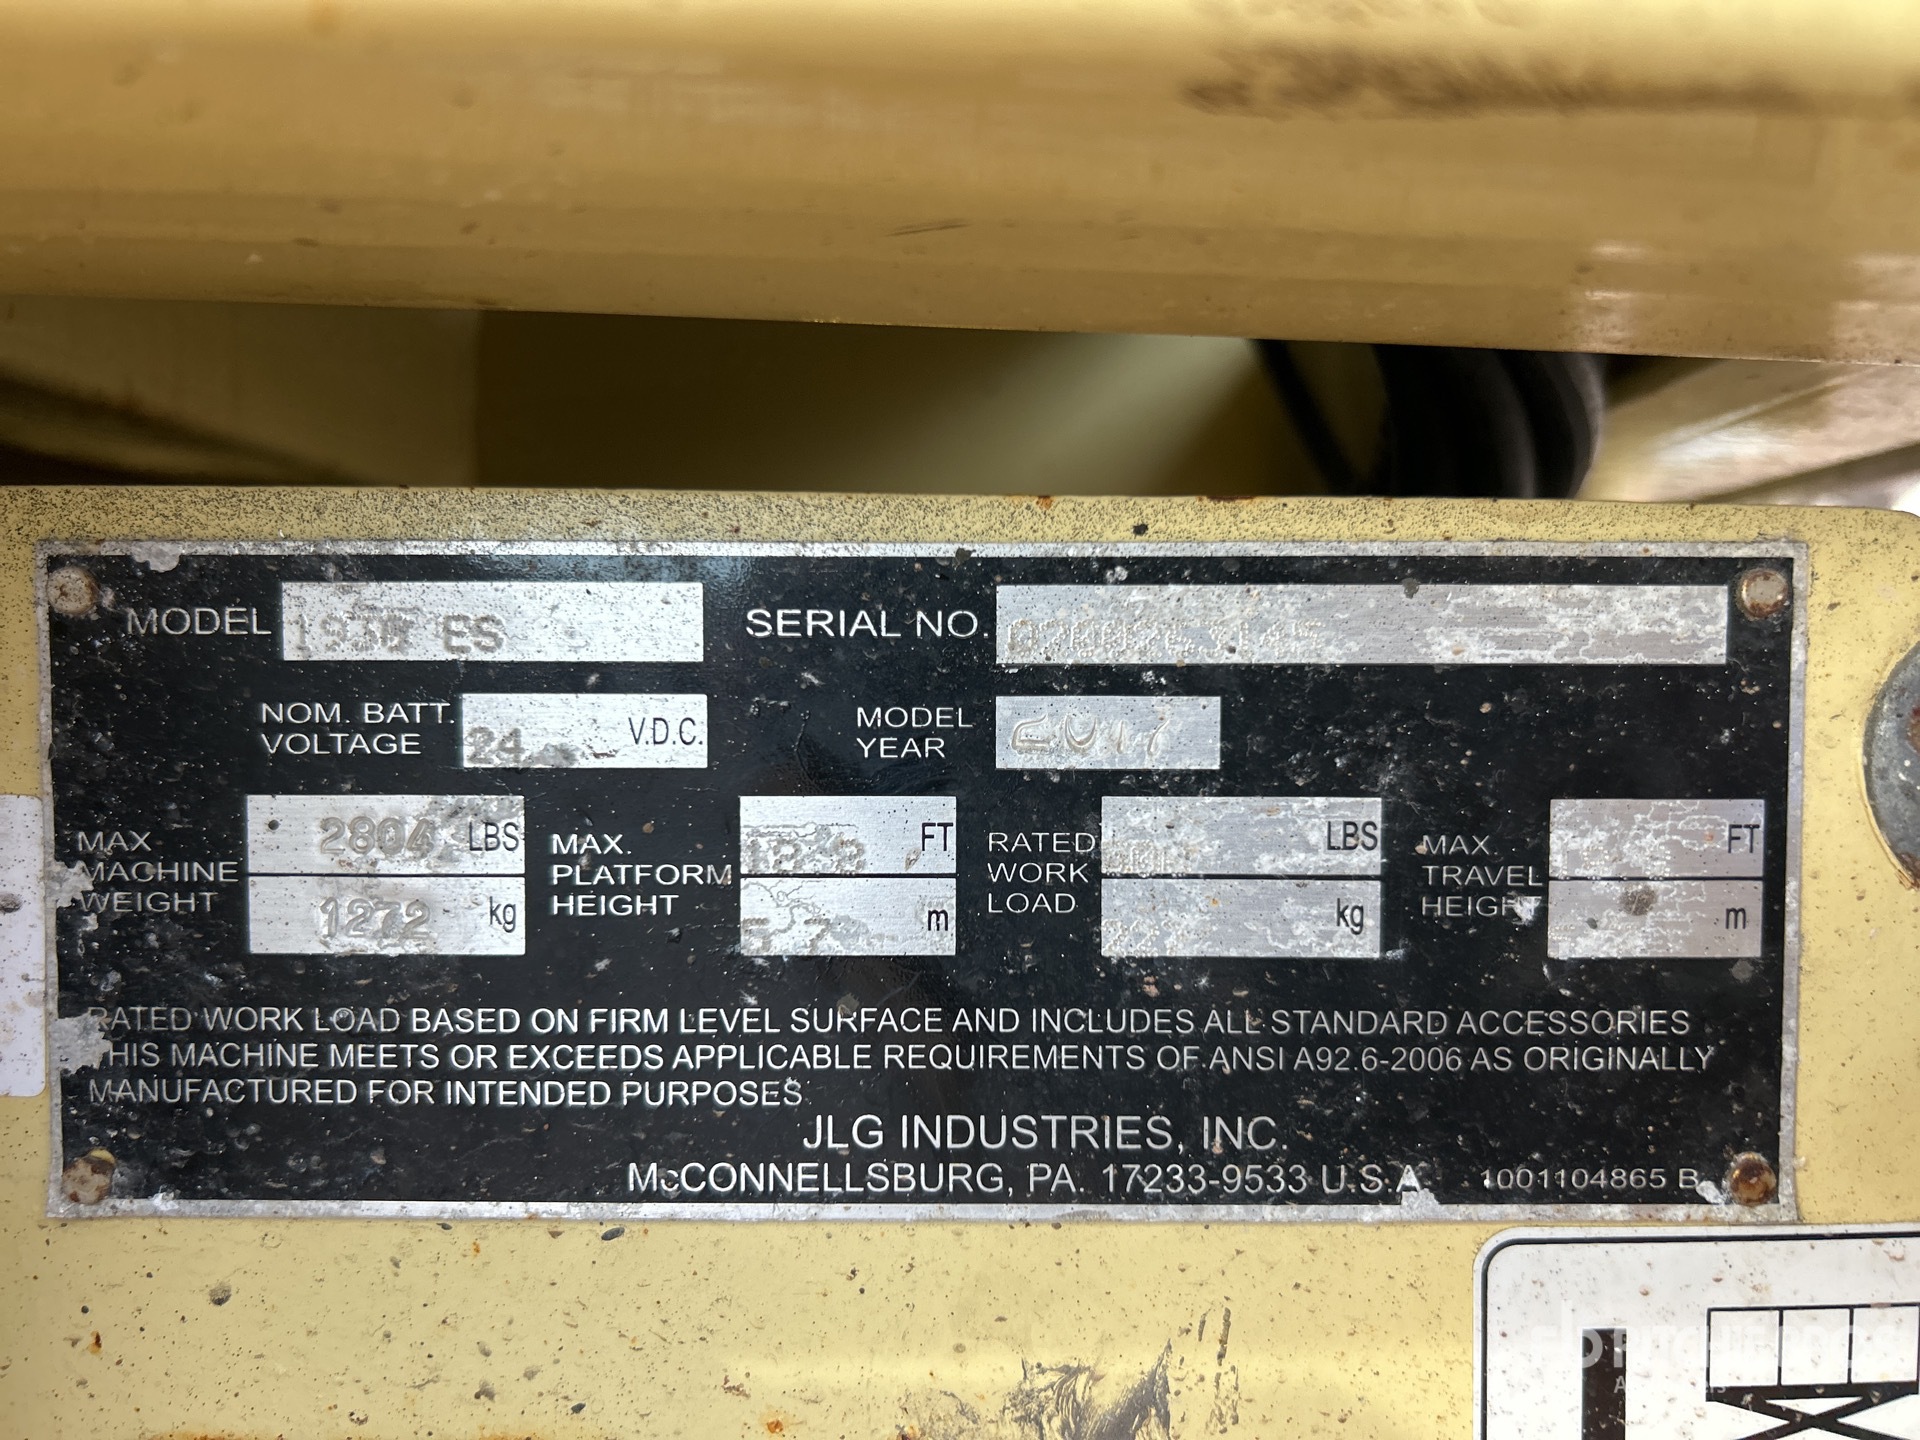 MODEL 1930 ES
SERIAL NO.
NOM. BATT. VOLTAGE 24 V.D.C.
MODEL YEAR 2017
MAX MACHINE WEIGHT 2804 LBS
1272 kg
MAX. PLATFORM HEIGHT FT
m
RATED WORK LOAD LBS
kg
MAX. TRAVEL HEIGHT FT
m
RATED WORK LOAD BASED ON FIRM LEVEL SURFACE AND INCLUDES ALL STANDARD ACCESSORIES
THIS MACHINE MEETS OR EXCEEDS APPLICABLE REQUIREMENTS OF ANSI A92.6-2006 AS ORIGINALLY
MANUFACTURED FOR INTENDED PURPOSES
JLG INDUSTRIES, INC.
McCONNELLSBURG, PA. 17233-9533 U.S.A
1001104865 B